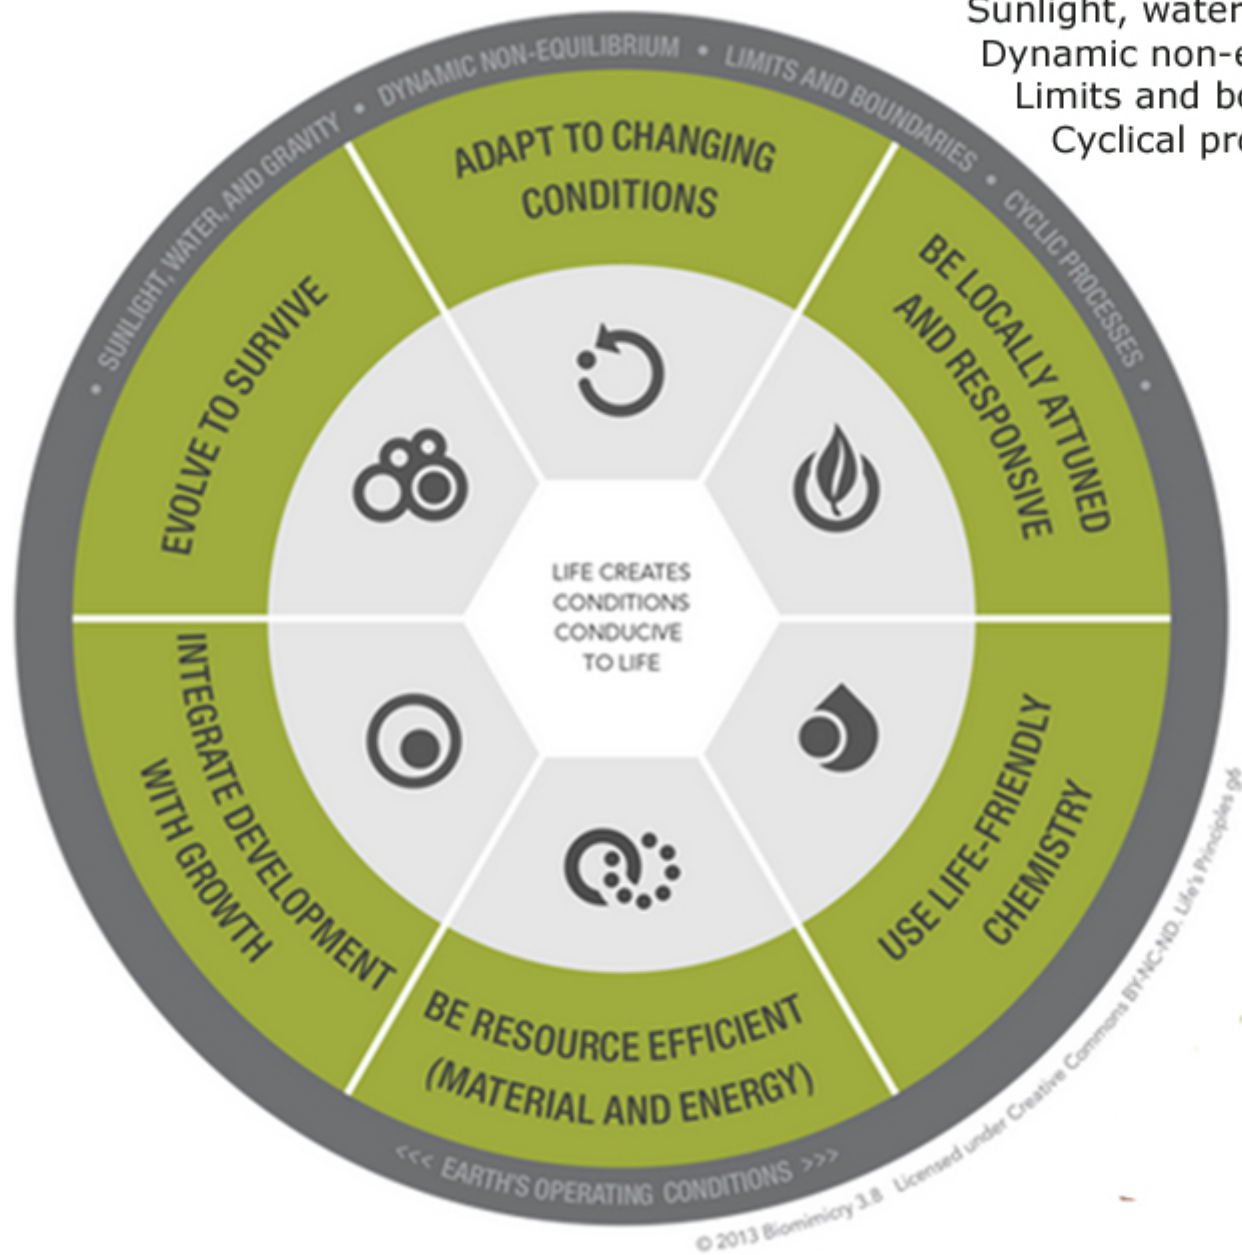 Sunlight, water
Dynamic non-e
Limits and bo
Cyclical pro
• SUNLIGHT, WATER, AND GRAVITY • DYNAMIC NON-EQUILIBRIUM • LIMITS AND BOUNDARIES • CYCLIC PROCESSES •
ADAPT TO CHANGING
CONDITIONS
BE LOCALLY ATTUNED
AND RESPONSIVE
USE LIFE-FRIENDLY
CHEMISTRY
BE RESOURCE EFFICIENT
(MATERIAL AND ENERGY)
INTEGRATE DEVELOPMENT
WITH GROWTH
EVOLVE TO SURVIVE
LIFE CREATES
CONDITIONS
CONDUCIVE
TO LIFE
<<< EARTH'S OPERATING CONDITIONS >>>
© 2013 Biomimicry 3.8 Licensed under Creative Commons BY-NC-ND. Life's Principles g6